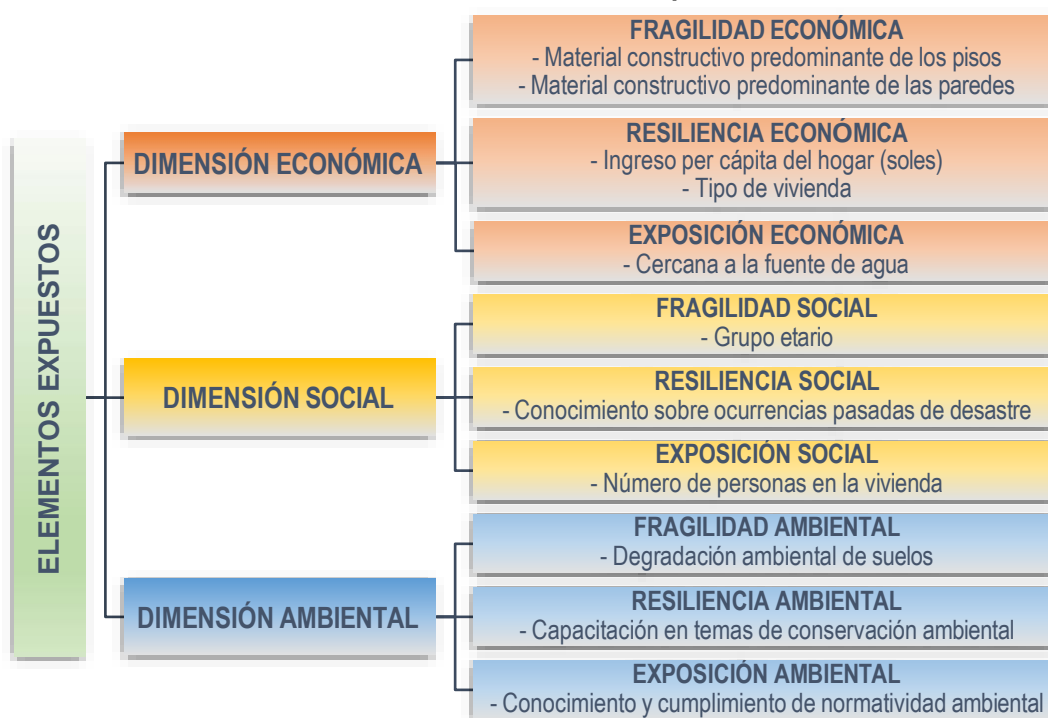 ELEMENTOS EXPUESTOS
DIMENSIÓN ECONÓMICA
FRAGILIDAD ECONÓMICA
- Material constructivo predominante de los pisos
- Material constructivo predominante de las paredes
RESILIENCIA ECONÓMICA
- Ingreso per cápita del hogar (soles)
- Tipo de vivienda
EXPOSICIÓN ECONÓMICA
- Cercana a la fuente de agua
DIMENSIÓN SOCIAL
FRAGILIDAD SOCIAL
- Grupo etario
RESILIENCIA SOCIAL
- Conocimiento sobre ocurrencias pasadas de desastre
EXPOSICIÓN SOCIAL
- Número de personas en la vivienda
DIMENSIÓN AMBIENTAL
FRAGILIDAD AMBIENTAL
- Degradación ambiental de suelos
RESILIENCIA AMBIENTAL
- Capacitación en temas de conservación ambiental
EXPOSICIÓN AMBIENTAL
- Conocimiento y cumplimiento de normatividad ambiental